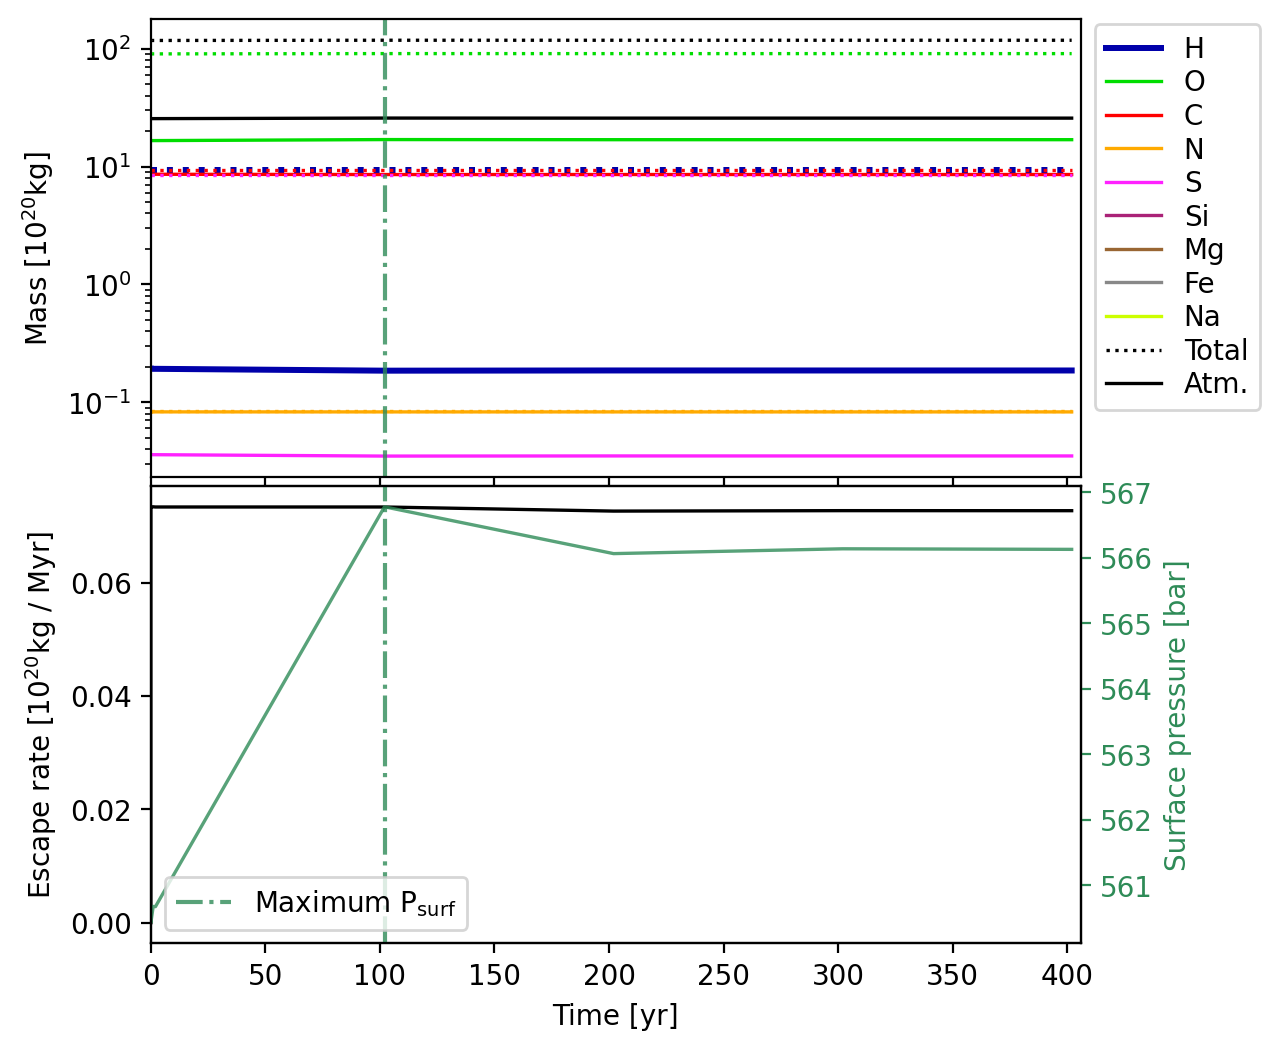 10²
10¹
10⁰
10⁻¹
Mass [10²⁰kg]
H
O
C
N
S
Si
Mg
Fe
Na
Total
Atm.
0.06
0.04
0.02
0.00
Escape rate [10²⁰kg / Myr]
567
566
565
564
563
562
561
Surface pressure [bar]
Maximum P_surf
0 50 100 150 200 250 300 350 400
Time [yr]